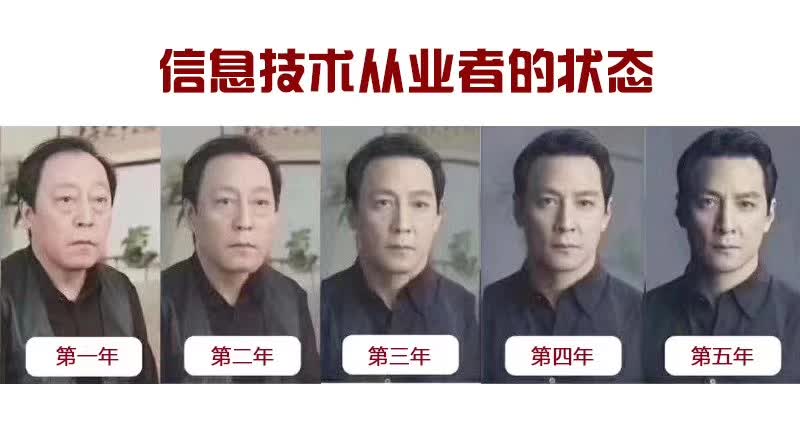 信息技术从业者的状态
第一年
第二年
第三年
第四年
第五年